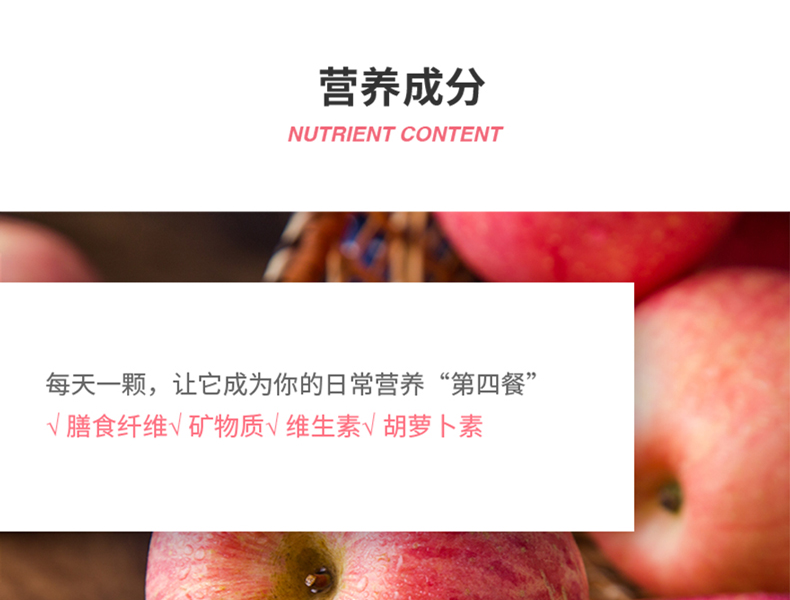 营养成分
NUTRIENT CONTENT
每天一颗，让它成为你的日常营养“第四餐”
√ 膳食纤维√ 矿物质√ 维生素√ 胡萝卜素